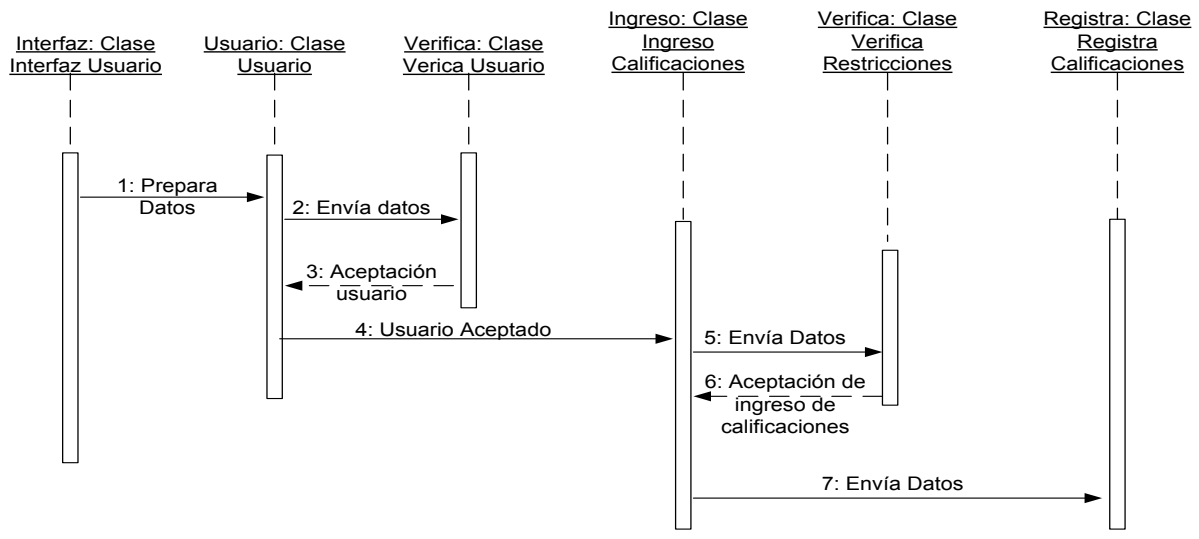 Interfaz: Clase
Interfaz Usuario
Usuario: Clase
Usuario
Verifica: Clase
Verica Usuario
Ingreso: Clase
Ingreso
Calificaciones
Verifica: Clase
Verifica
Restricciones
Registra: Clase
Registra
Calificaciones
1: Prepara
Datos
2: Envía datos
3: Aceptación
usuario
4: Usuario Aceptado
5: Envía Datos
6: Aceptación de
ingreso de
calificaciones
7: Envía Datos